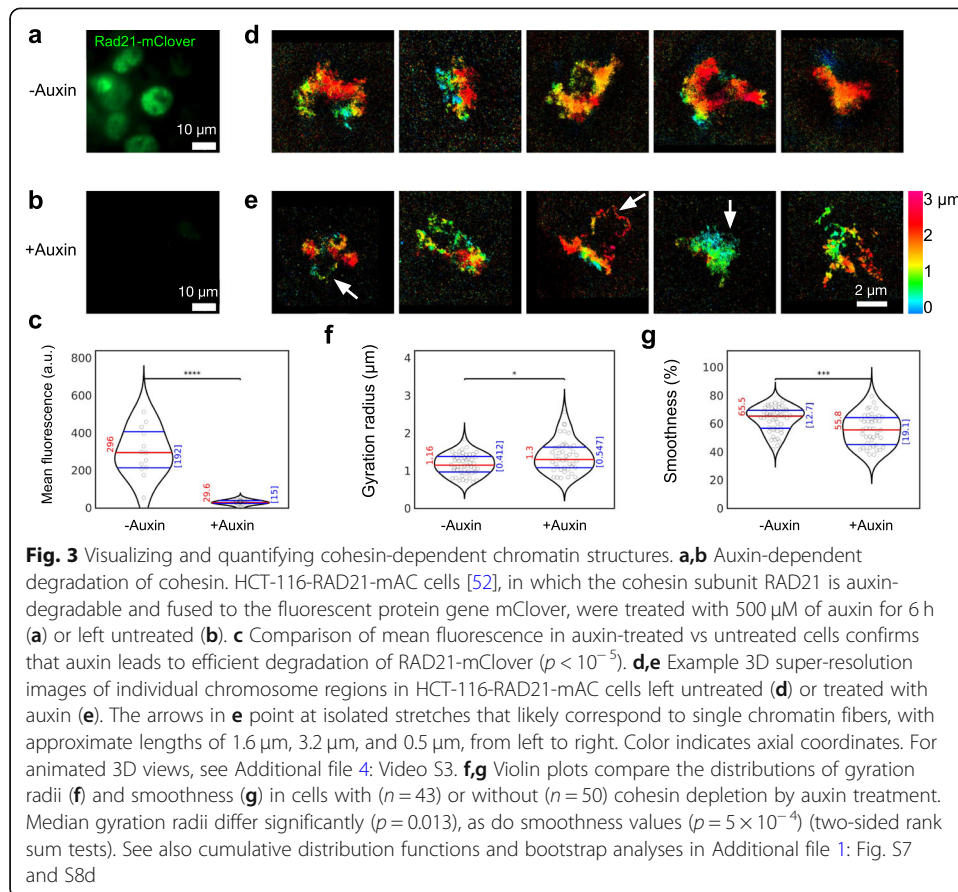 a
Rad21-mClover
-Auxin
10 µm
d
b
+Auxin
10 µm
e
3 µm
2
1
0
2 µm
c
Mean fluorescence (a.u.)
800
600
400
200
0
****
296
[192]
29.6
[15]
-Auxin
+Auxin
f
Gyration radius (µm)
4
3
2
1
0
*
1.16
[0.412]
1.3
[0.547]
-Auxin
+Auxin
g
Smoothness (%)
100
80
60
40
20
0
***
65.5
[12.7]
55.8
[19.1]
-Auxin
+Auxin
Fig. 3 Visualizing and quantifying cohesin-dependent chromatin structures. a,b Auxin-dependent
degradation of cohesin. HCT-116-RAD21-mAC cells [52], in which the cohesin subunit RAD21 is auxin-
degradable and fused to the fluorescent protein gene mClover, were treated with 500 µM of auxin for 6 h
(a) or left untreated (b). c Comparison of mean fluorescence in auxin-treated vs untreated cells confirms
that auxin leads to efficient degradation of RAD21-mClover (p < 10⁻⁵). d,e Example 3D super-resolution
images of individual chromosome regions in HCT-116-RAD21-mAC cells left untreated (d) or treated with
auxin (e). The arrows in e point at isolated stretches that likely correspond to single chromatin fibers, with
approximate lengths of 1.6 µm, 3.2 µm, and 0.5 µm, from left to right. Color indicates axial coordinates. For
animated 3D views, see Additional file 4: Video S3. f,g Violin plots compare the distributions of gyration
radii (f) and smoothness (g) in cells with (n = 43) or without (n = 50) cohesin depletion by auxin treatment.
Median gyration radii differ significantly (p = 0.013), as do smoothness values (p = 5 × 10⁻⁴) (two-sided rank
sum tests). See also cumulative distribution functions and bootstrap analyses in Additional file 1: Fig. S7
and S8d